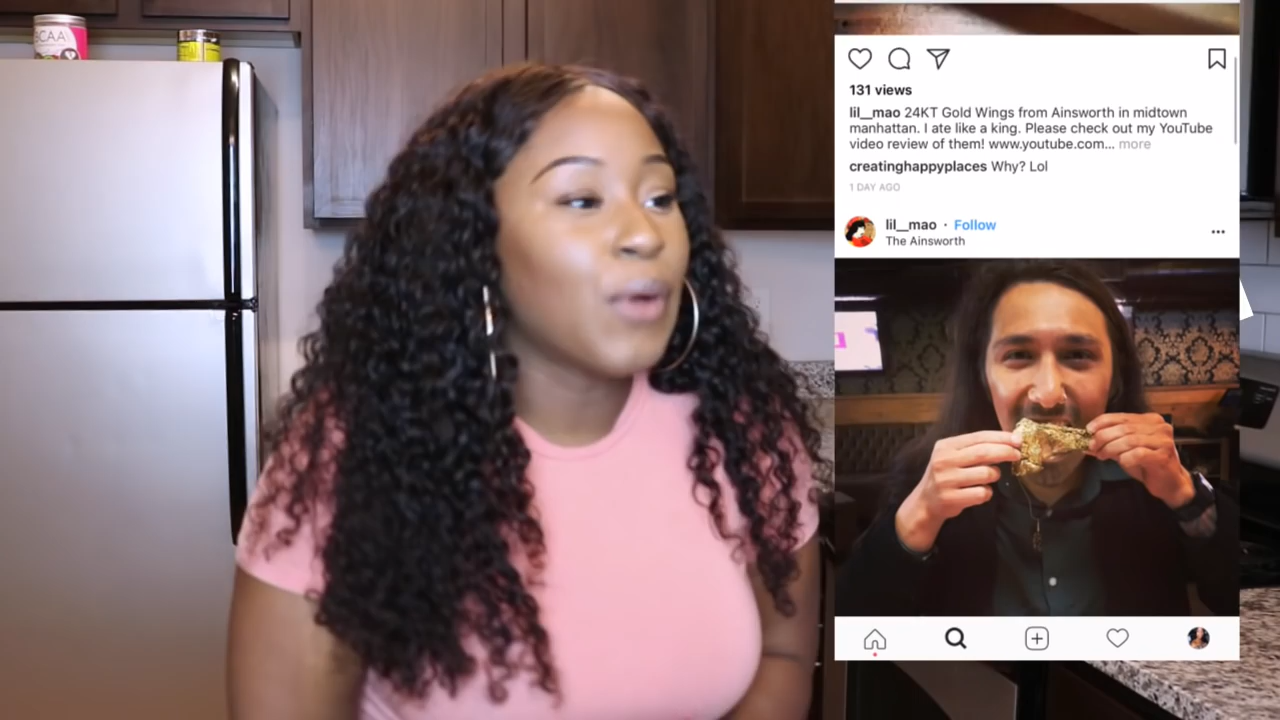 BCAA
131 views
lil__mao 24KT Gold Wings from Ainsworth in midtown
manhattan. I ate like a king. Please check out my YouTube
video review of them! www.youtube.com... more
creatinghappyplaces Why? Lol
1 DAY AGO
lil__mao · Follow
The Ainsworth